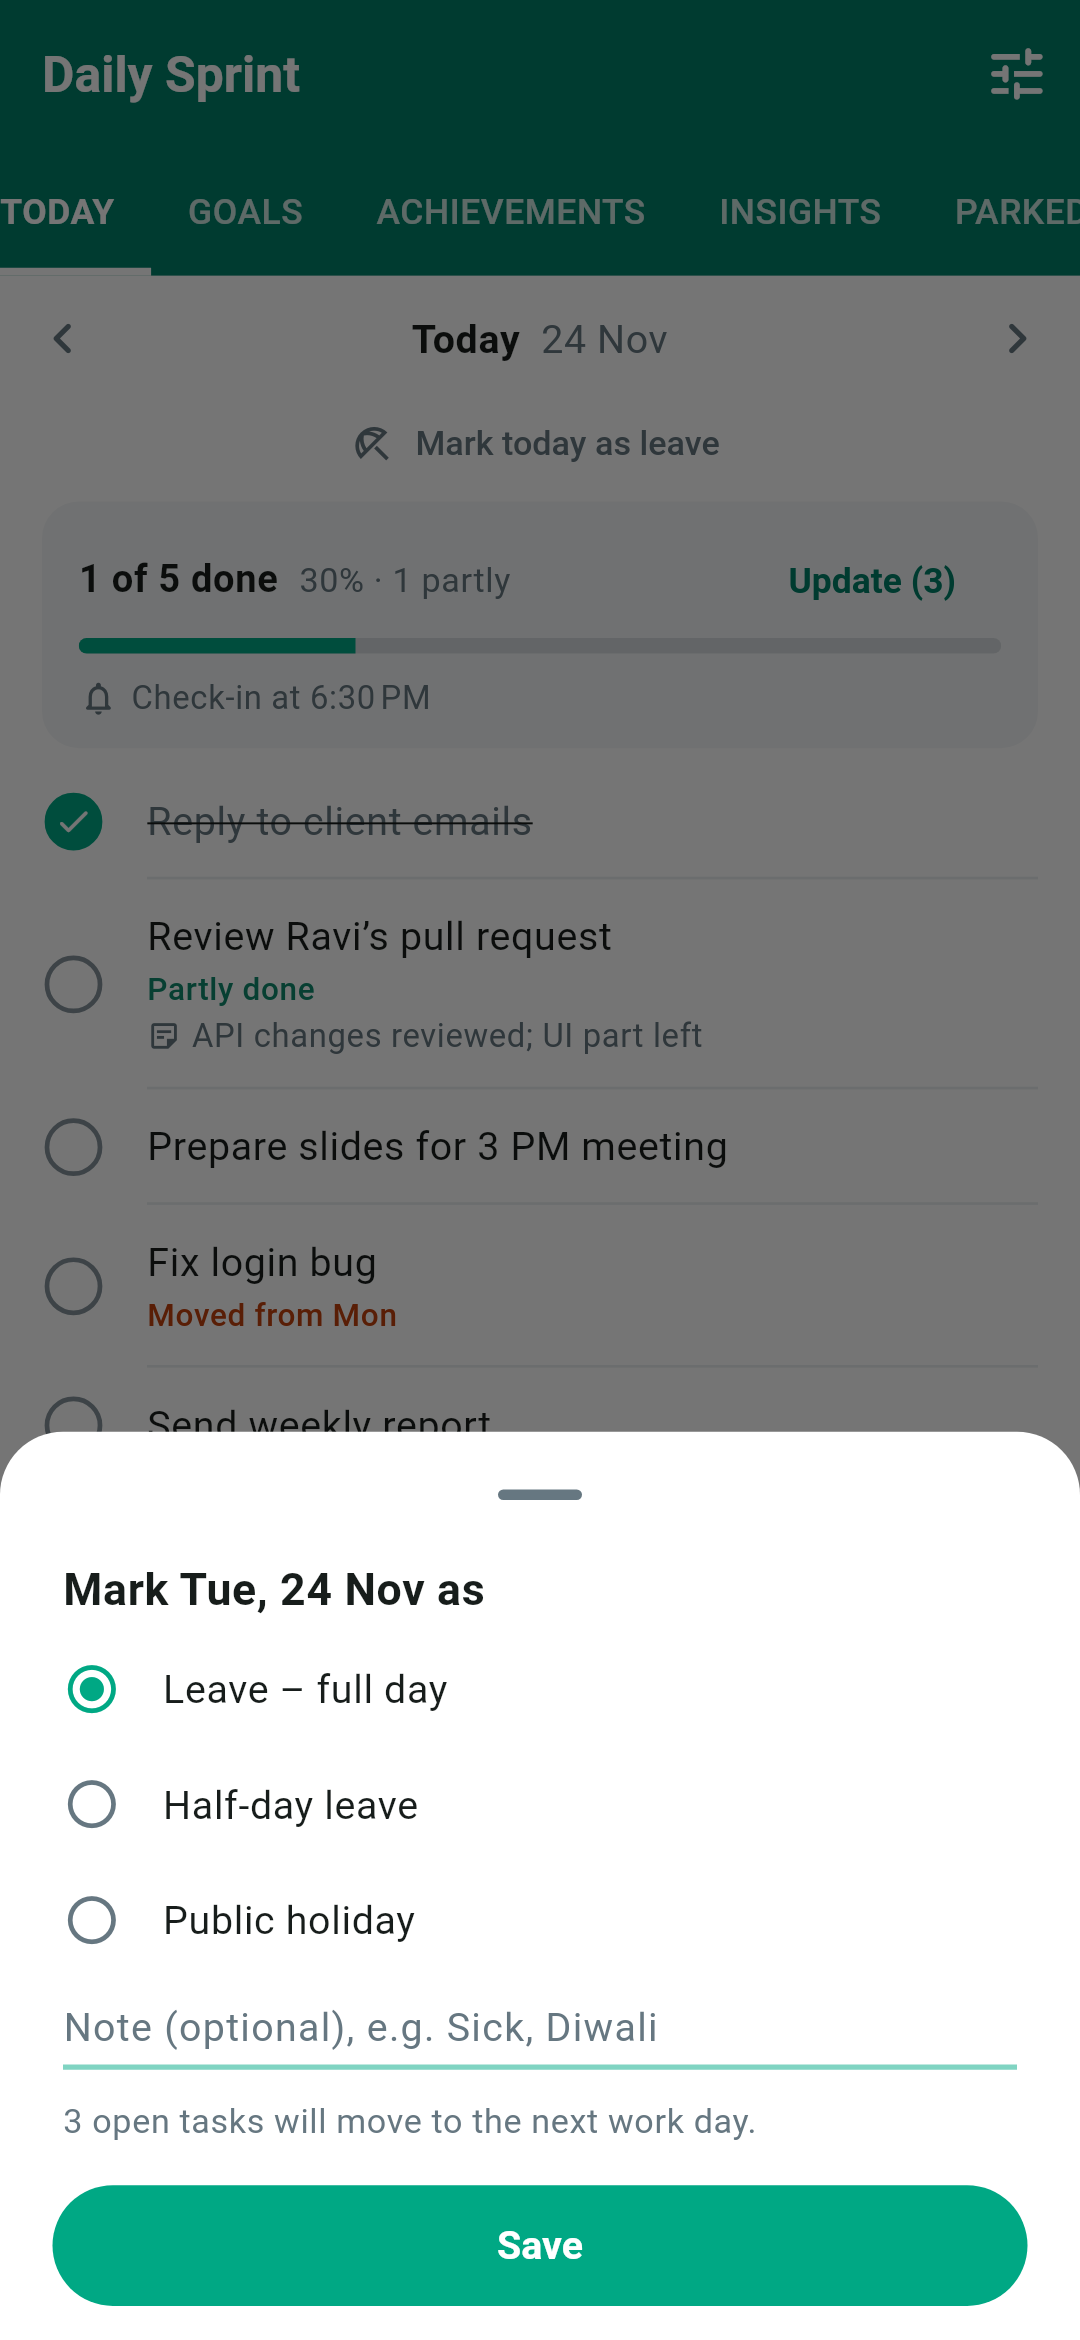 Daily Sprint
TODAY GOALS ACHIEVEMENTS INSIGHTS PARKED
Today 24 Nov
Mark today as leave
1 of 5 done 30% · 1 partly Update (3)
Check-in at 6:30 PM
Reply to client emails
Review Ravi’s pull request
Partly done
API changes reviewed; UI part left
Prepare slides for 3 PM meeting
Fix login bug
Moved from Mon
Send weekly report
Mark Tue, 24 Nov as
Leave – full day
Half-day leave
Public holiday
Note (optional), e.g. Sick, Diwali
3 open tasks will move to the next work day.
Save